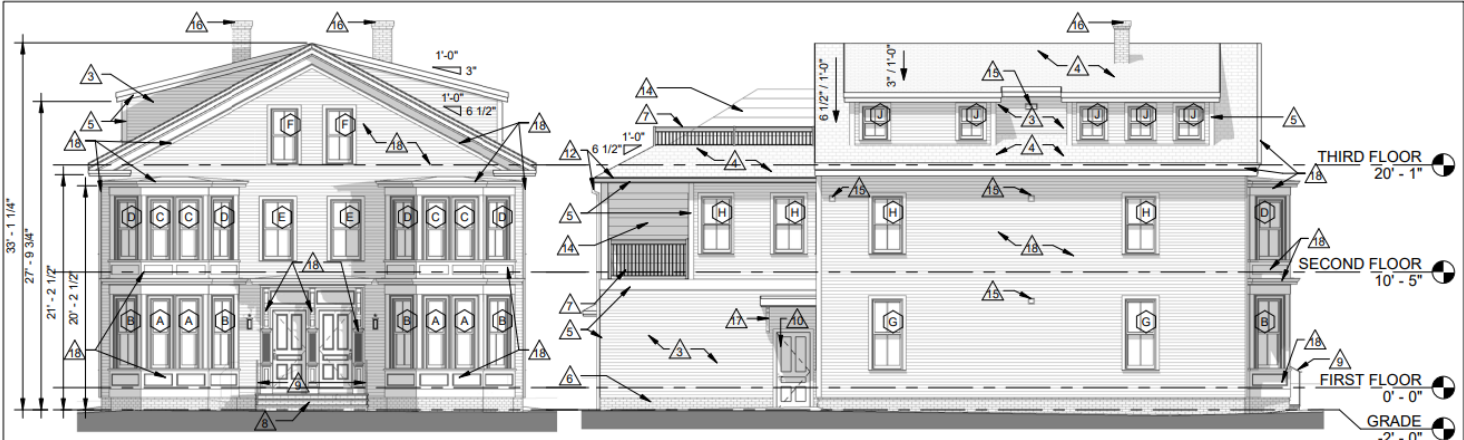 16
16
16
1'-0"
3"
3
1'-0"
6 1/2"
5
18
18
18
F
F
D
C
C
D
E
E
D
C
C
D
18
B
A
A
B
B
A
A
B
18
18
9
8
33' - 1 1/4"
27' - 9 3/4"
21' - 2 1/2"
20' - 2 1/2"
14
7
6 1/2" / 1'-0"
3" / 1'-0"
4
15
J
J
3
J
J
J
5
1'-0"
6 1/2"
12
4
4
18
THIRD FLOOR
20' - 1"
15
15
5
H
H
H
H
D
14
18
18
SECOND FLOOR
10' - 5"
7
15
5
17
10
G
G
B
3
18
9
6
FIRST FLOOR
0' - 0"
GRADE
-2' - 0"